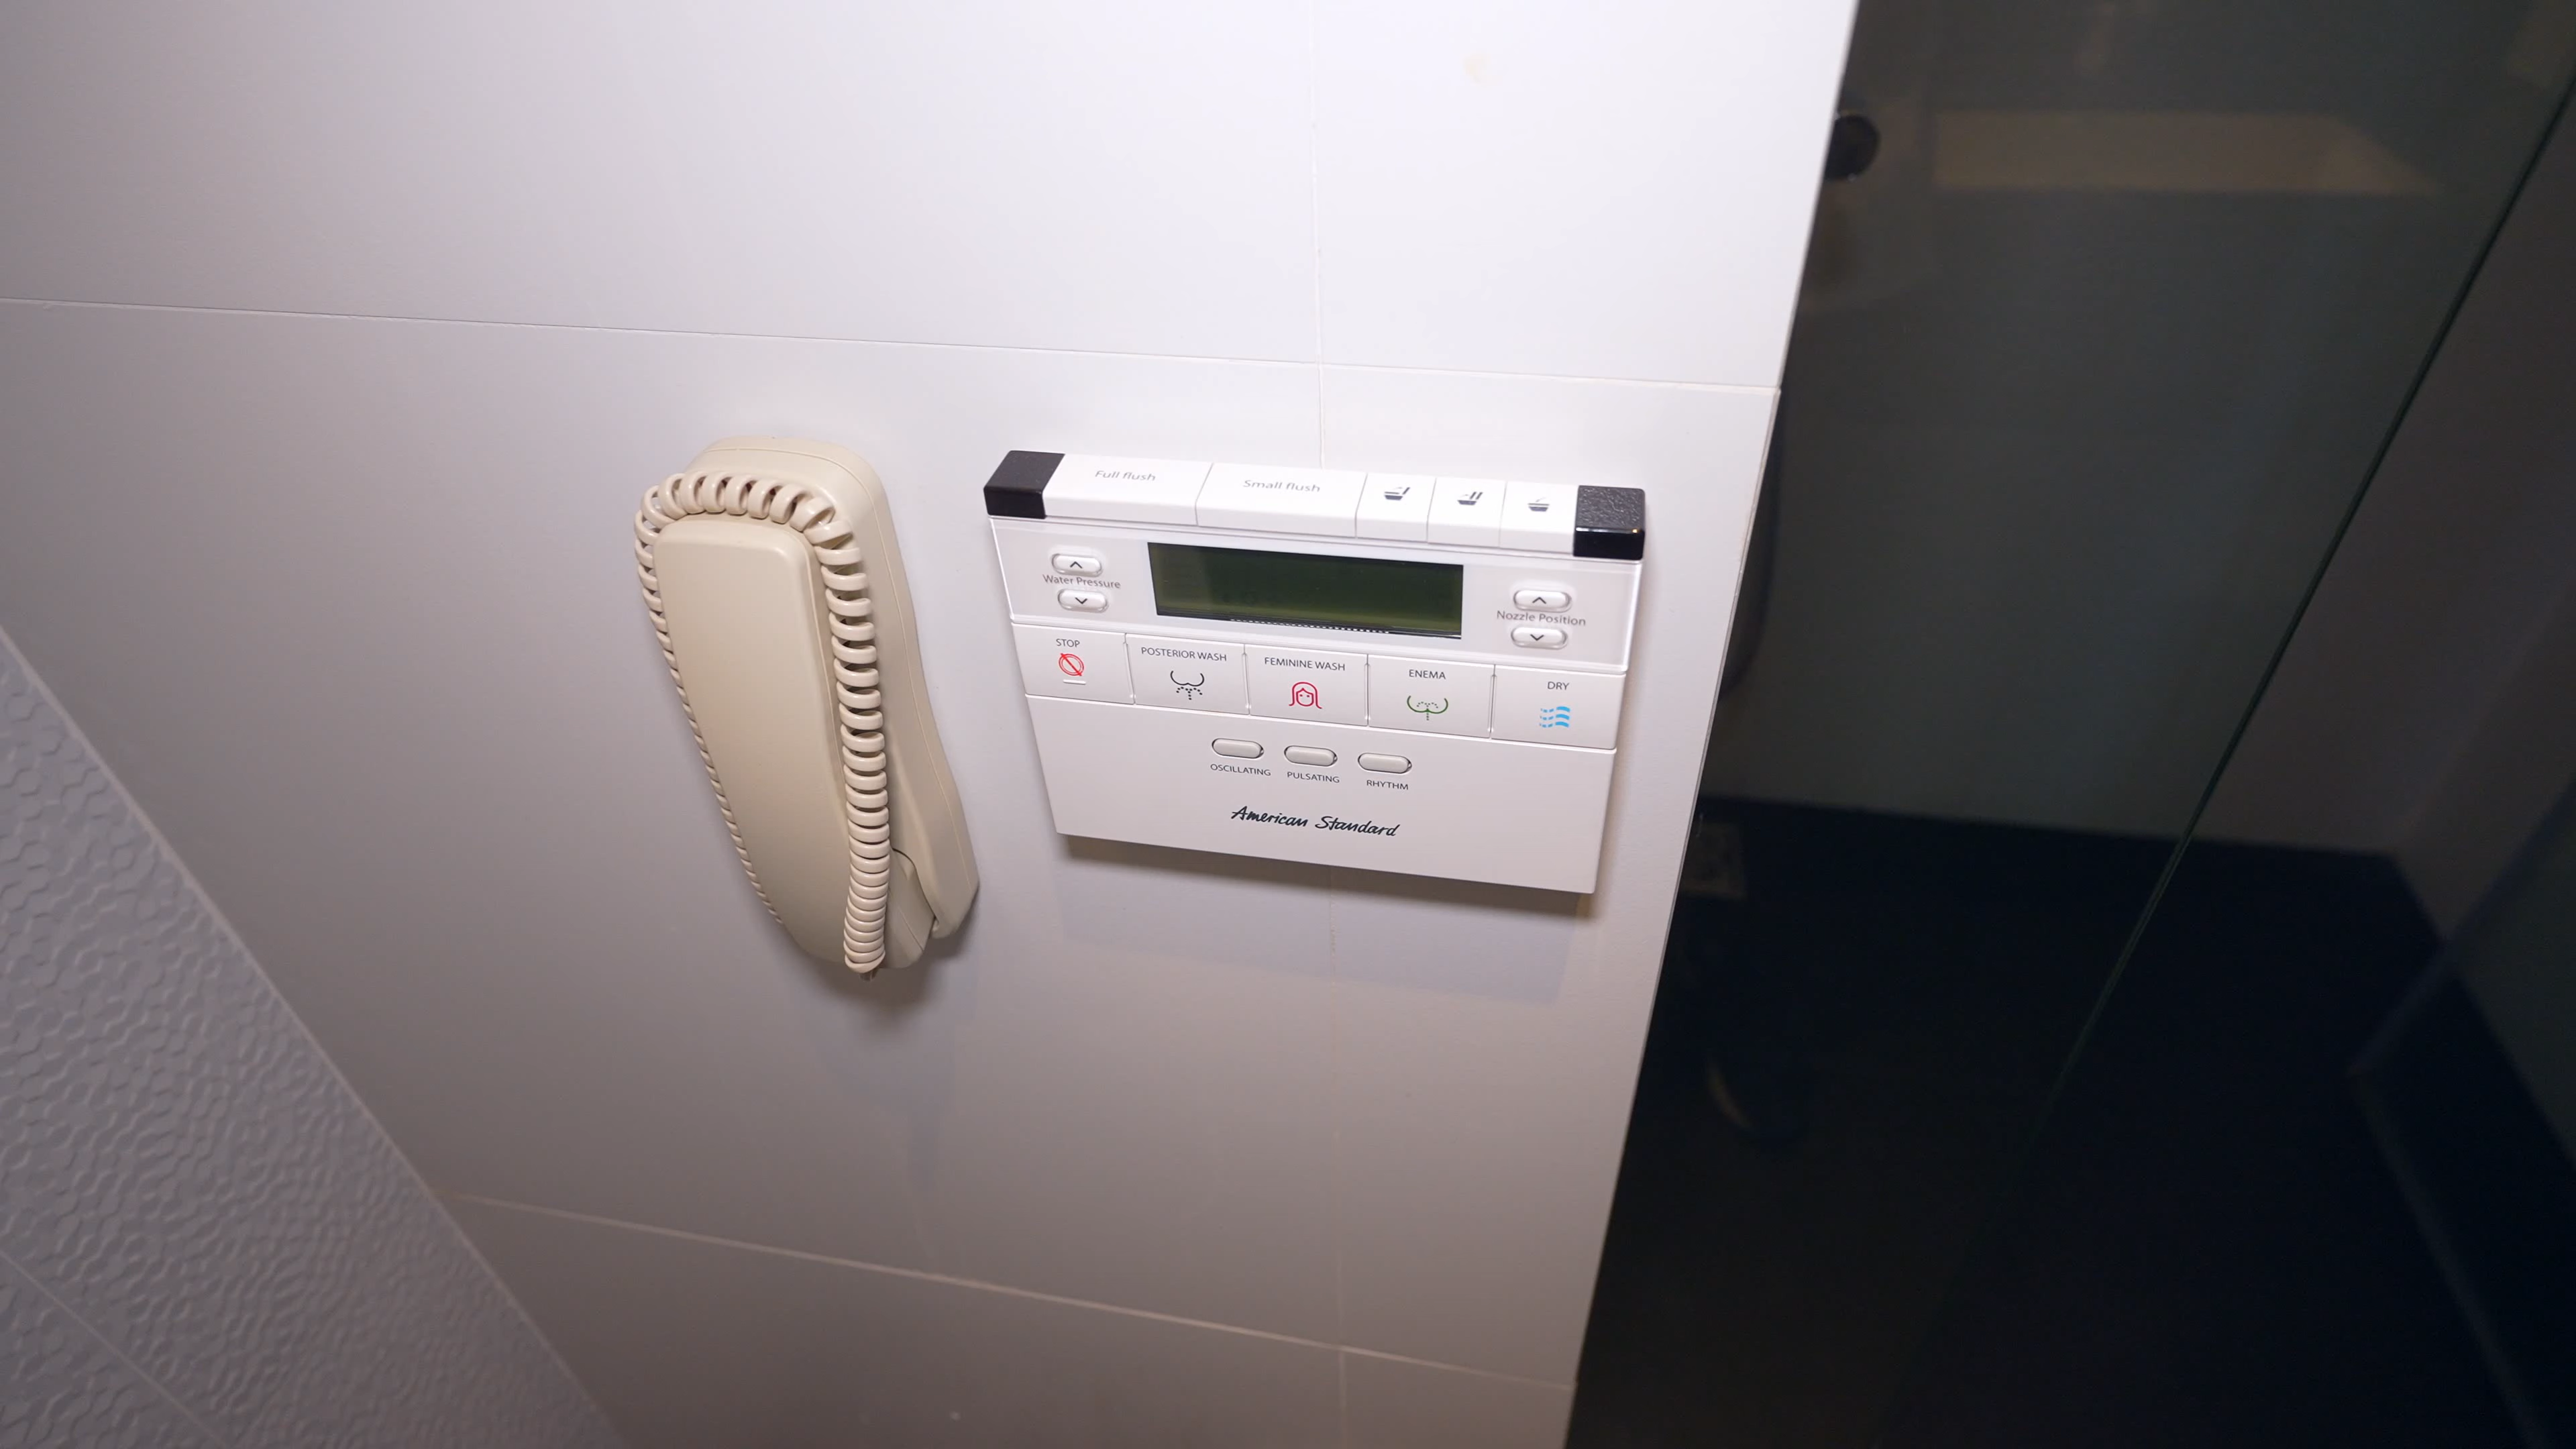 Full flush
Small flush
Water Pressure
Nozzle Position
STOP
POSTERIOR WASH
FEMININE WASH
ENEMA
DRY
OSCILLATING
PULSATING
RHYTHM
American Standard